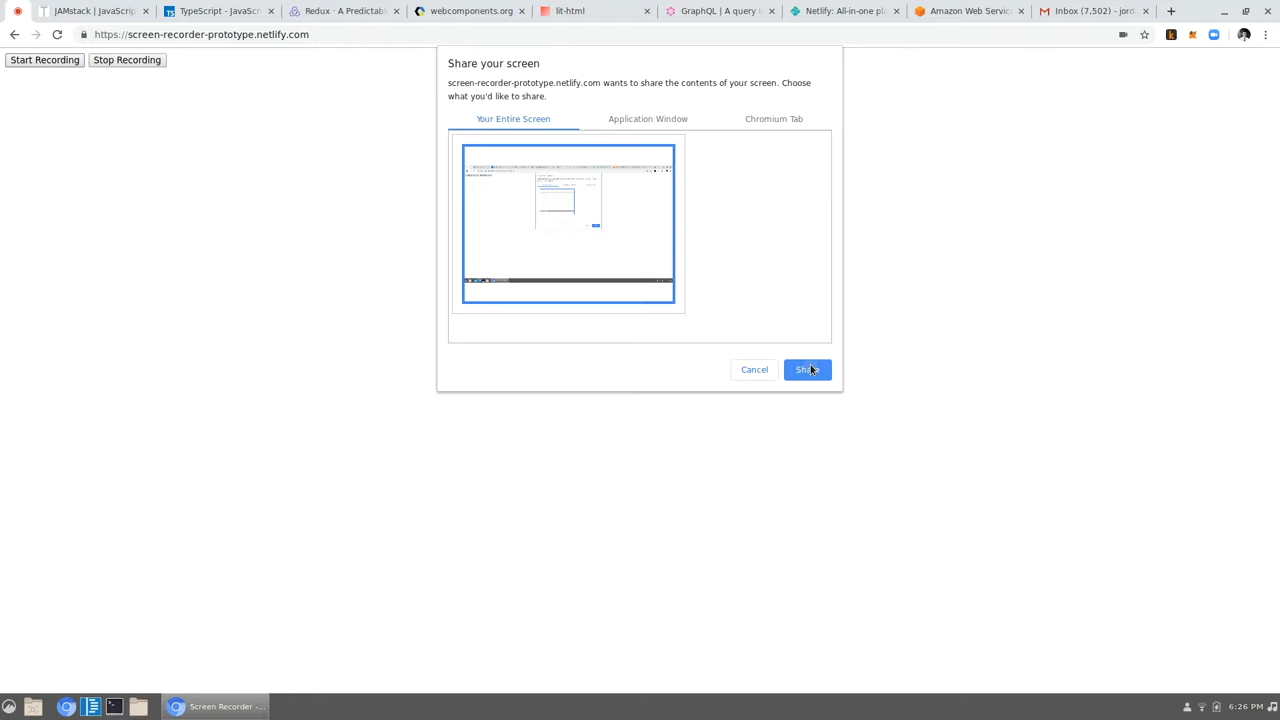 JAMstack | JavaScrip
TypeScript - JavaScr
Redux · A Predictabl
webcomponents.org
lit-html
GraphQL | A query l
Netlify: All-in-one pl
Amazon Web Servic
Inbox (7,502) - jord
https://screen-recorder-prototype.netlify.com
Start Recording
Stop Recording
Share your screen
screen-recorder-prototype.netlify.com wants to share the contents of your screen. Choose
what you'd like to share.
Your Entire Screen
Application Window
Chromium Tab
Cancel
Screen Recorder -...
6:26 PM